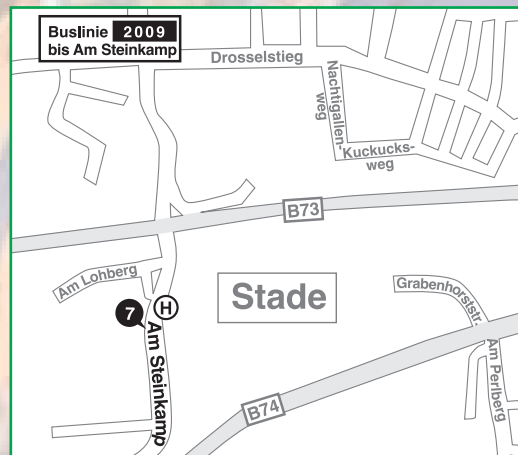 Buslinie 2009
bis Am Steinkamp
Drosselstieg
Nachtigallen-
weg
Kuckucks-
weg
B73
Am Lohberg
Stade
Grabenhorststr.
7
H
Am Steinkamp
Am Perlberg
B74